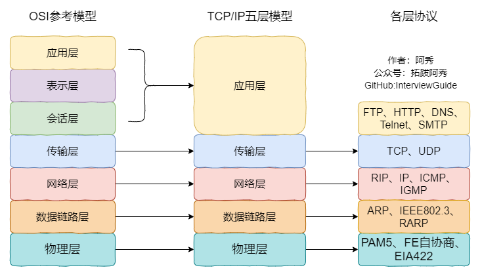 OSI参考模型
TCP/IP五层模型
各层协议
应用层
表示层
会话层
传输层
网络层
数据链路层
物理层
应用层
传输层
网络层
数据链路层
物理层
作者：阿秀
公众号：拓跋阿秀
GitHub:InterviewGuide
FTP、HTTP、DNS、
Telnet、SMTP
TCP、UDP
RIP、IP、ICMP、
IGMP
ARP、IEEE802.3、
RARP
PAM5、FE自协商、
EIA422